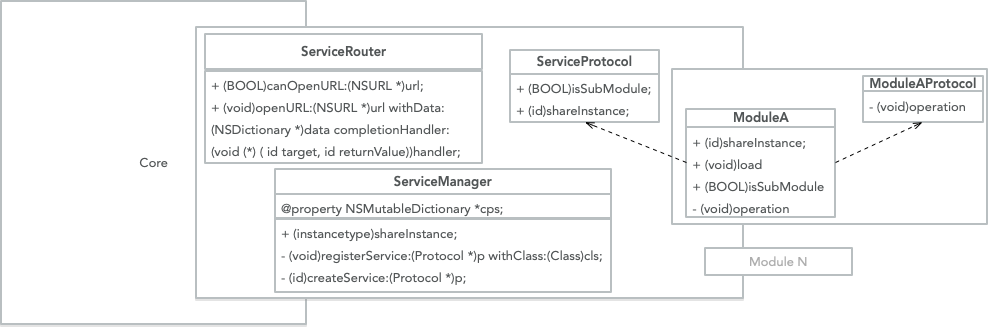 Core
ServiceRouter
+ (BOOL)canOpenURL:(NSURL *)url;
+ (void)openURL:(NSURL *)url withData:
(NSDictionary *)data completionHandler:
(void (*) ( id target, id returnValue))handler;
ServiceManager
@property NSMutableDictionary *cps;
+ (instancetype)shareInstance;
- (void)registerService:(Protocol *)p withClass:(Class)cls;
- (id)createService:(Protocol *)p;
ServiceProtocol
+ (BOOL)isSubModule;
+ (id)shareInstance;
ModuleA
+ (id)shareInstance;
+ (void)load
+ (BOOL)isSubModule
- (void)operation
ModuleAProtocol
- (void)operation
Module N